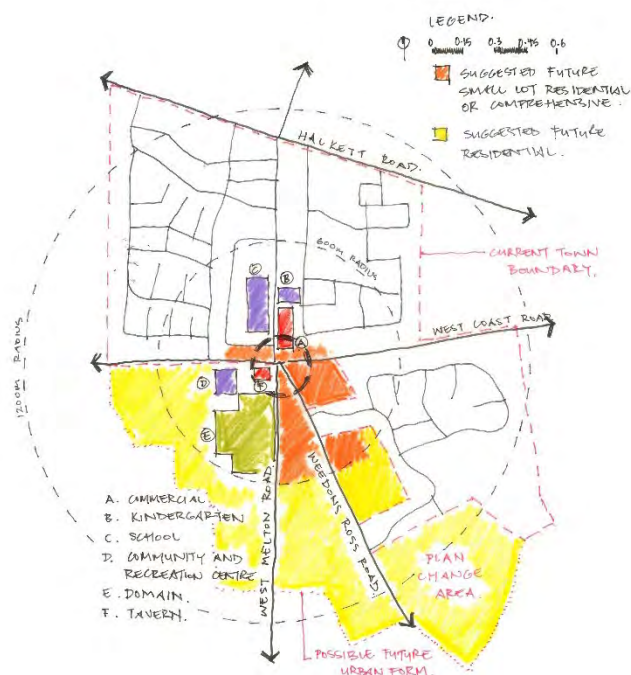 LEGEND.
0 0.15 0.3 0.45 0.6
SUGGESTED FUTURE
SMALL LOT RESIDENTIAL
OR COMPREHENSIVE.
SUGGESTED FUTURE
RESIDENTIAL.
HACKETT ROAD.
600M RADIUS
CURRENT TOWN
BOUNDARY.
WEST COAST ROAD
1200M RADIUS
C
B
A
D
F
E
WEST MELTON ROAD
WEEDONS ROSS ROAD
PLAN
CHANGE
AREA.
A. COMMERCIAL
B. KINDERGARTEN
C. SCHOOL
D. COMMUNITY AND
RECREATION CENTRE
E. DOMAIN.
F. TAVERN.
POSSIBLE FUTURE
URBAN FORM.